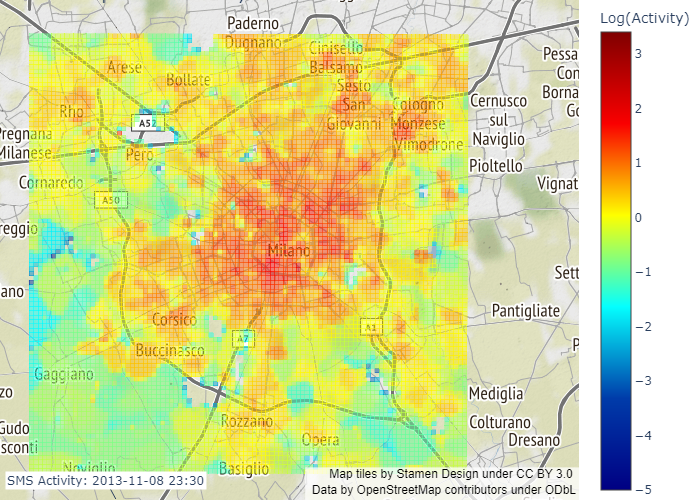 Log(Activity)
Paderno
Dugnano
Cinisello
Balsamo
Arese
Bollate
Sesto
San
Giovanni
Rho
Cologno
Monzese
Vimodrone
Pessa
Con
Borna
Go
Cernusco
sul
Naviglio
A52
Pregnana
Milanese
Pero
Pioltello
Cornaredo
Vignat
A50
reggio
Milano
Sett
ano
Pantigliate
Corsico
A1
A7
P
Buccinasco
Gaggiano
zo
Mediglia
Rozzano
Colturano
Gudo
sconti
Opera
Dresano
Noviglio
Basiglio
SMS Activity: 2013-11-08 23:30
Map tiles by Stamen Design under CC BY 3.0
Data by OpenStreetMap contributors under ODbL
3
2
1
0
−1
−2
−3
−4
−5